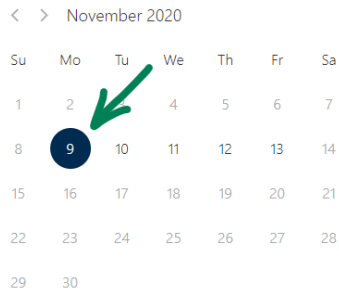 < > November 2020
Su Mo Tu We Th Fr Sa
1 2 3 4 5 6 7
8 9 10 11 12 13 14
15 16 17 18 19 20 21
22 23 24 25 26 27 28
29 30